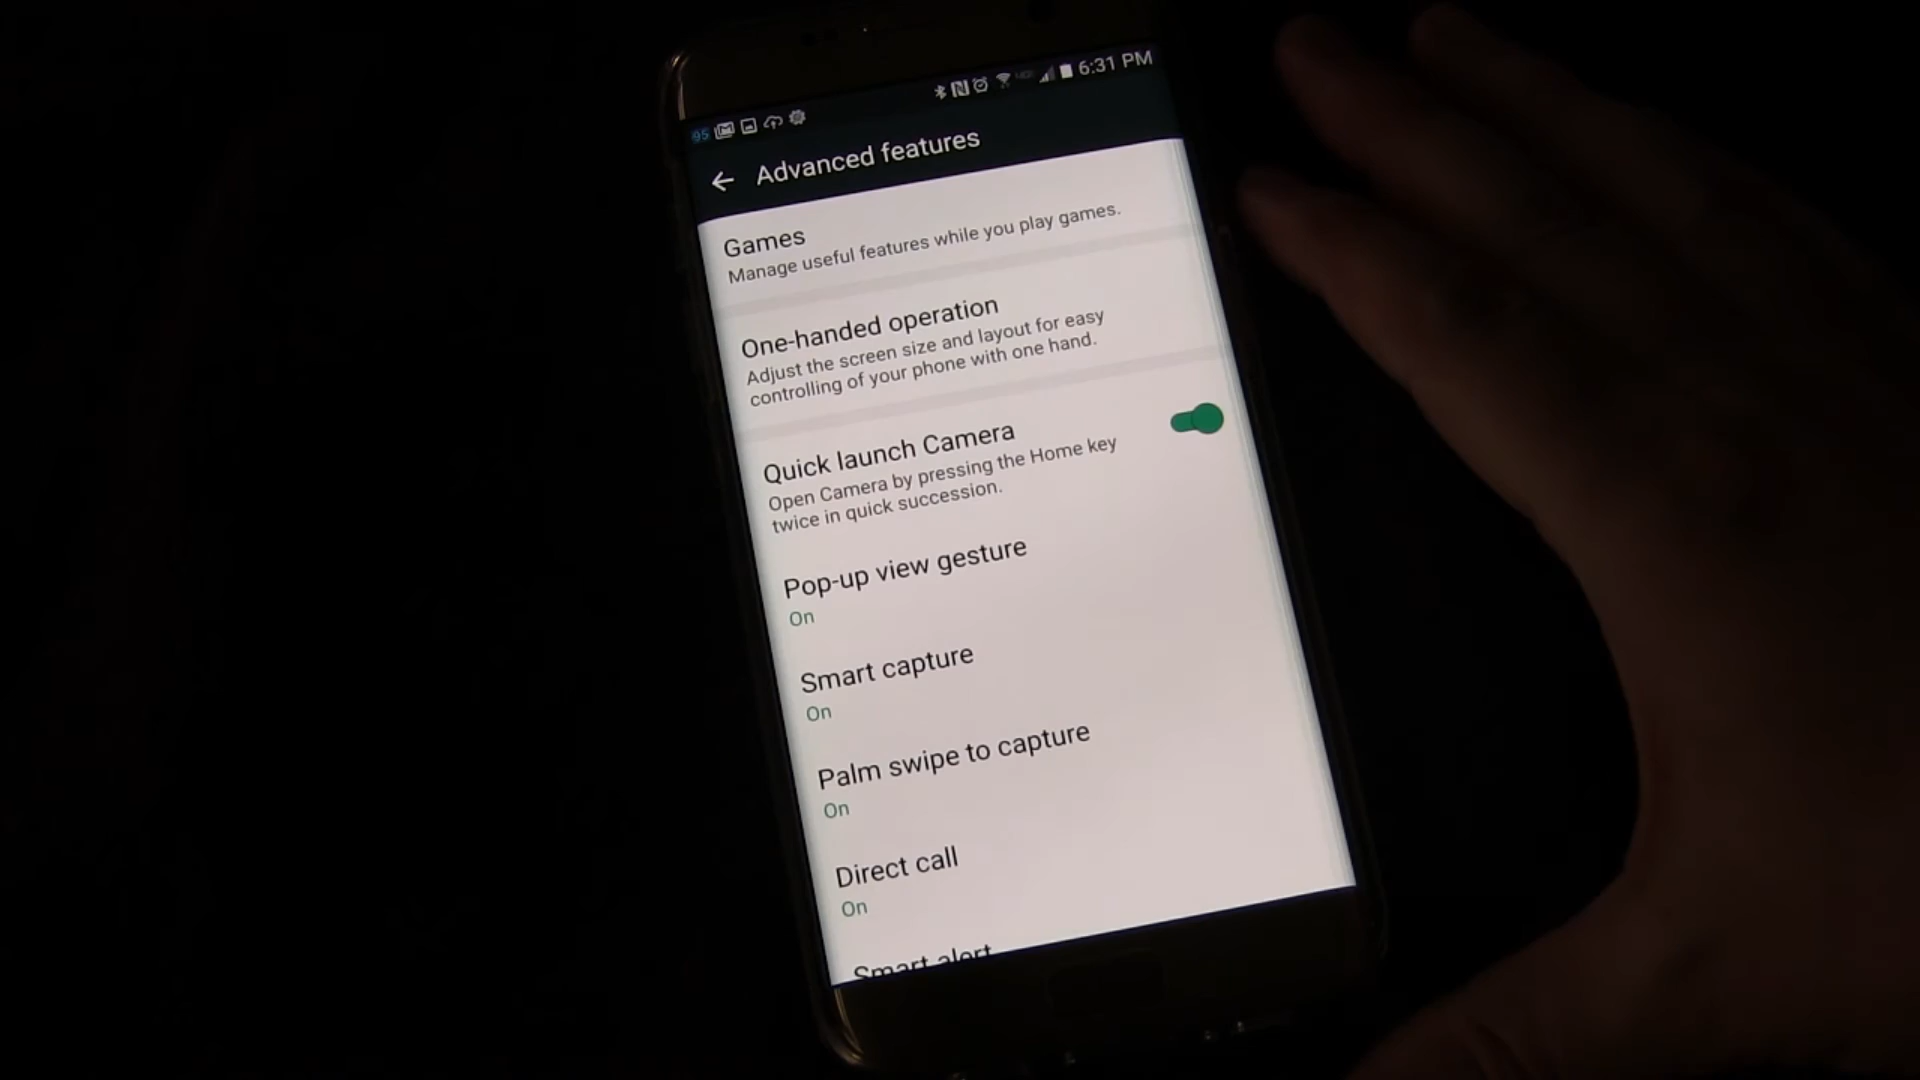 6:31 PM
95
Advanced features
Games
Manage useful features while you play games.
One-handed operation
Adjust the screen size and layout for easy
controlling of your phone with one hand.
Quick launch Camera
Open Camera by pressing the Home key
twice in quick succession.
Pop-up view gesture
On
Smart capture
On
Palm swipe to capture
On
Direct call
On
Smart alert